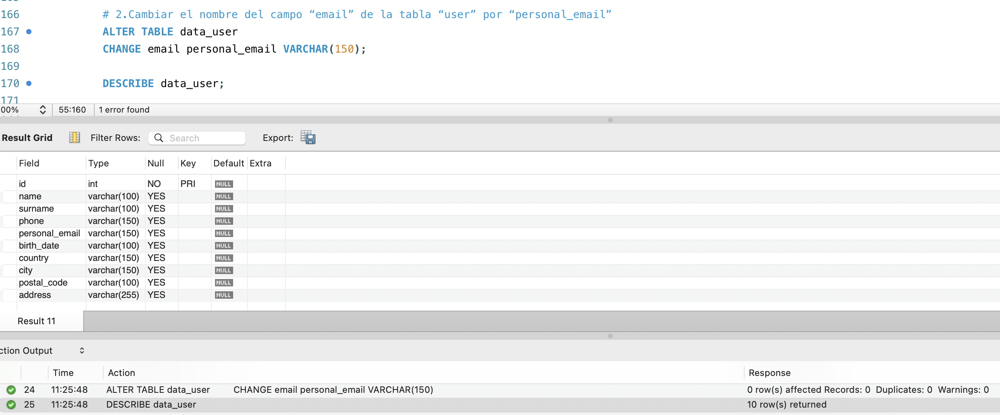 166 # 2.Cambiar el nombre del campo “email” de la tabla “user” por “personal_email”
167 ALTER TABLE data_user
168 CHANGE email personal_email VARCHAR(150);
169
170 DESCRIBE data_user;
171
00% 55:160 1 error found
Result Grid Filter Rows: Search Export:
Field Type Null Key Default Extra
id int NO PRI NULL
name varchar(100) YES NULL
surname varchar(100) YES NULL
phone varchar(150) YES NULL
personal_email varchar(150) YES NULL
birth_date varchar(100) YES NULL
country varchar(150) YES NULL
city varchar(150) YES NULL
postal_code varchar(100) YES NULL
address varchar(255) YES NULL
Result 11
ction Output
Time Action Response
24 11:25:48 ALTER TABLE data_user CHANGE email personal_email VARCHAR(150) 0 row(s) affected Records: 0 Duplicates: 0 Warnings: 0
25 11:25:48 DESCRIBE data_user 10 row(s) returned